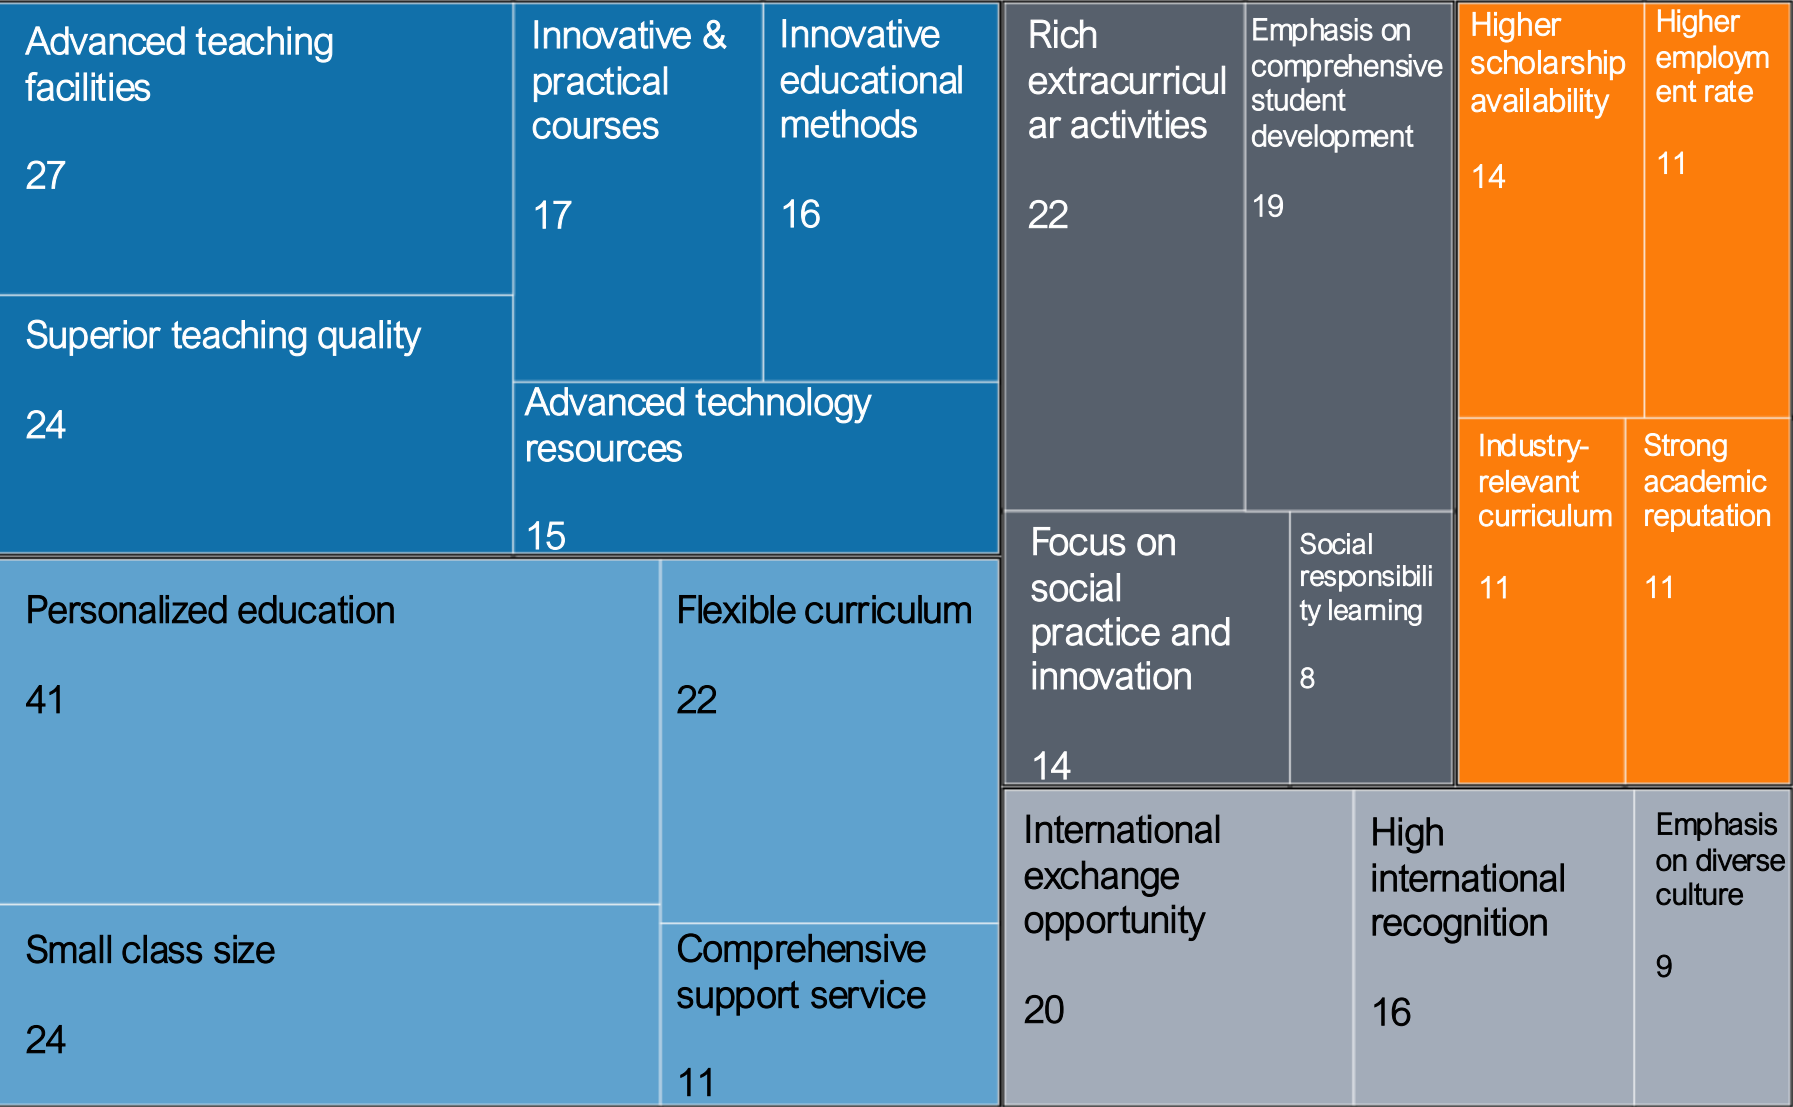 Advanced teaching
facilities
27
Superior teaching quality
24
Innovative &
practical
courses
17
Innovative
educational
methods
16
Advanced technology
resources
15
Personalized education
41
Small class size
24
Flexible curriculum
22
Comprehensive
support service
11
Rich
extracurricul
ar activities
22
Emphasis on
comprehensive
student
development
19
Focus on
social
practice and
innovation
14
Social
responsibili
ty learning
8
Higher
scholarship
availability
14
Higher
employm
ent rate
11
Industry-
relevant
curriculum
11
Strong
academic
reputation
11
International
exchange
opportunity
20
High
international
recognition
16
Emphasis
on diverse
culture
9